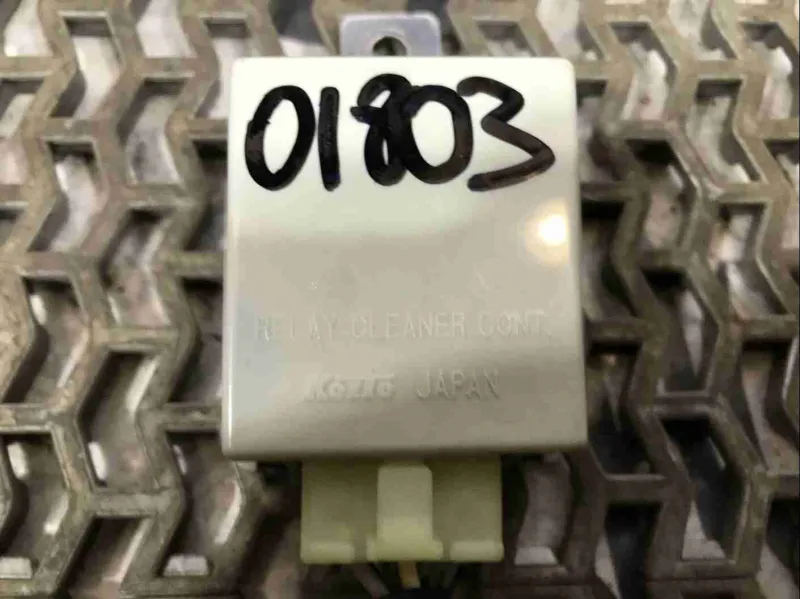 01803
RELAY CLEANER CONT.
Koito JAPAN